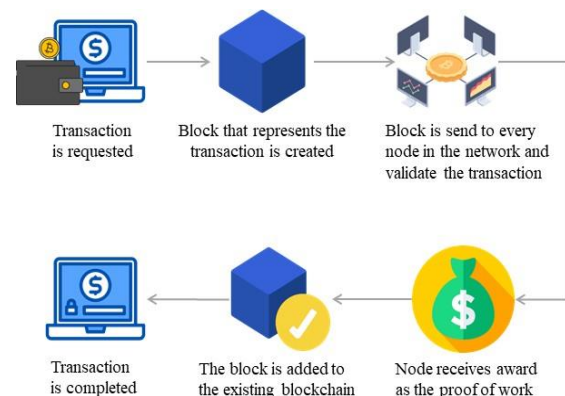 Transaction
is requested
Block that represents the
transaction is created
Block is send to every
node in the network and
validate the transaction
Transaction
is completed
The block is added to
the existing blockchain
Node receives award
as the proof of work